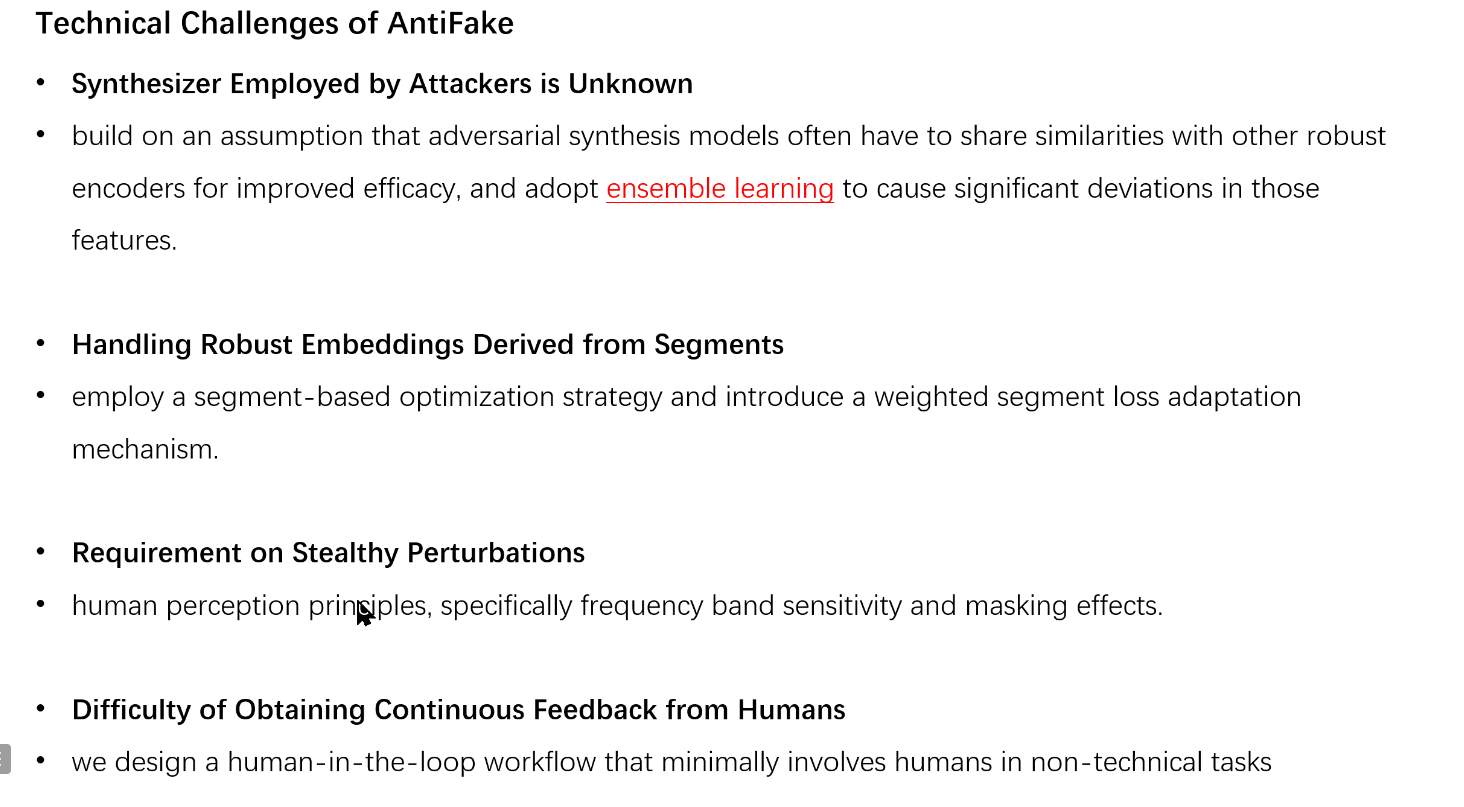 Technical Challenges of AntiFake
• Synthesizer Employed by Attackers is Unknown
• build on an assumption that adversarial synthesis models often have to share similarities with other robust
encoders for improved efficacy, and adopt ensemble learning to cause significant deviations in those
features.
• Handling Robust Embeddings Derived from Segments
• employ a segment-based optimization strategy and introduce a weighted segment loss adaptation
mechanism.
• Requirement on Stealthy Perturbations
• human perception principles, specifically frequency band sensitivity and masking effects.
• Difficulty of Obtaining Continuous Feedback from Humans
• we design a human-in-the-loop workflow that minimally involves humans in non-technical tasks